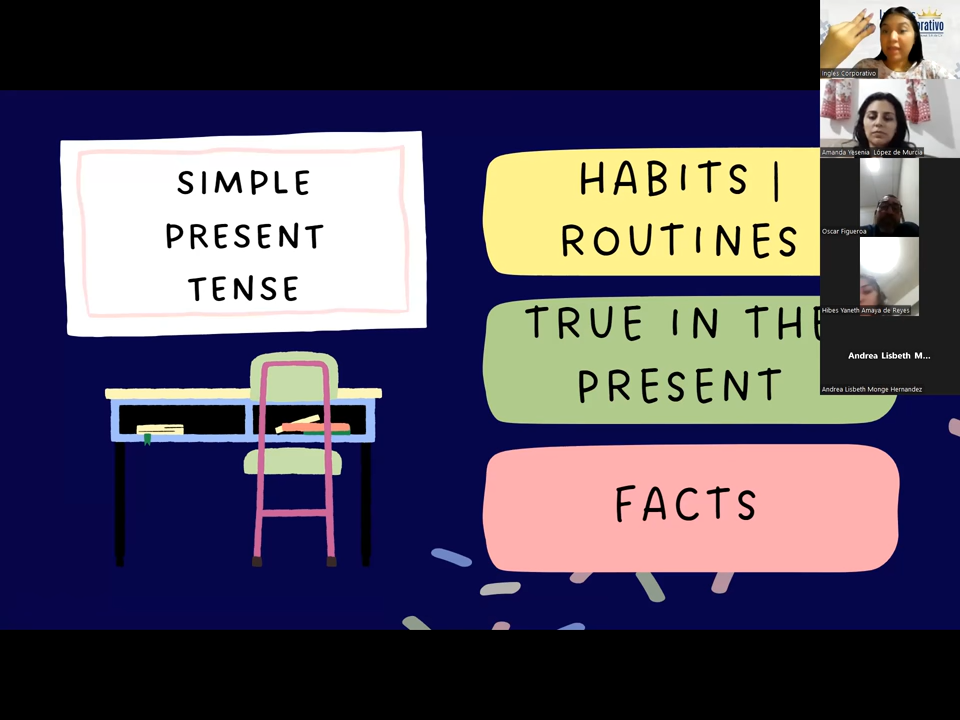 SIMPLE
PRESENT
TENSE
HABITS |
ROUTINES
TRUE IN THE
PRESENT
FACTS
Ingles Corporativo
Amanda Yesenia López de Murcia
Oscar Figueroa
Hibes Yaneth Amaya de Reyes
Andrea Lisbeth M...
Andrea Lisbeth Monge Hernandez